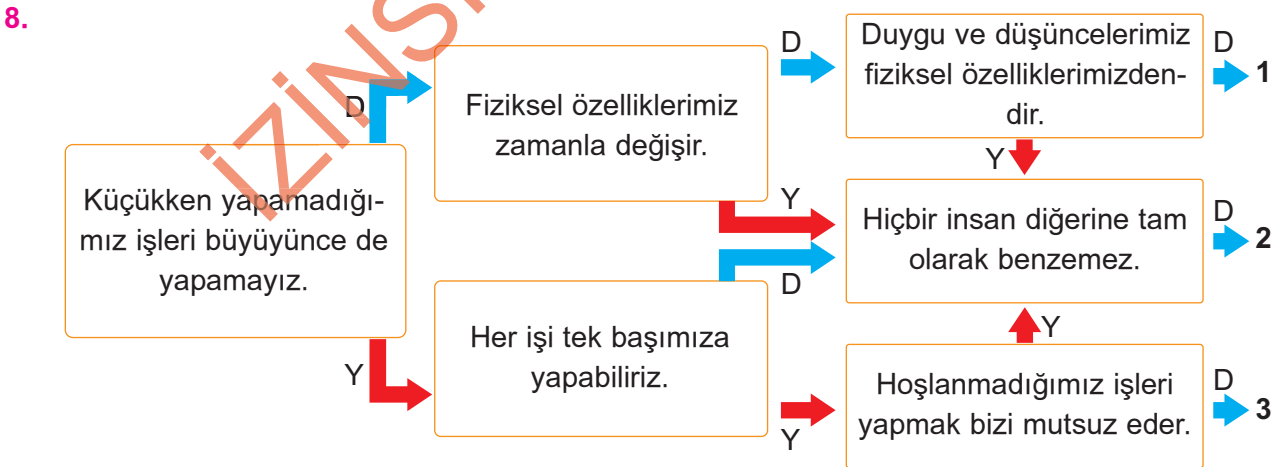 8.
İZİNS
Küçükken yapamadığı-
mız işleri büyüyünce de
yapamayız.
D
Y
Fiziksel özelliklerimiz
zamanla değişir.
D
Y
Her işi tek başımıza
yapabiliriz.
D
Y
Duygu ve düşüncelerimiz
fiziksel özelliklerimizden-
dir.
D
1
Y
Hiçbir insan diğerine tam
olarak benzemez.
D
2
Y
Hoşlanmadığımız işleri
yapmak bizi mutsuz eder.
D
3